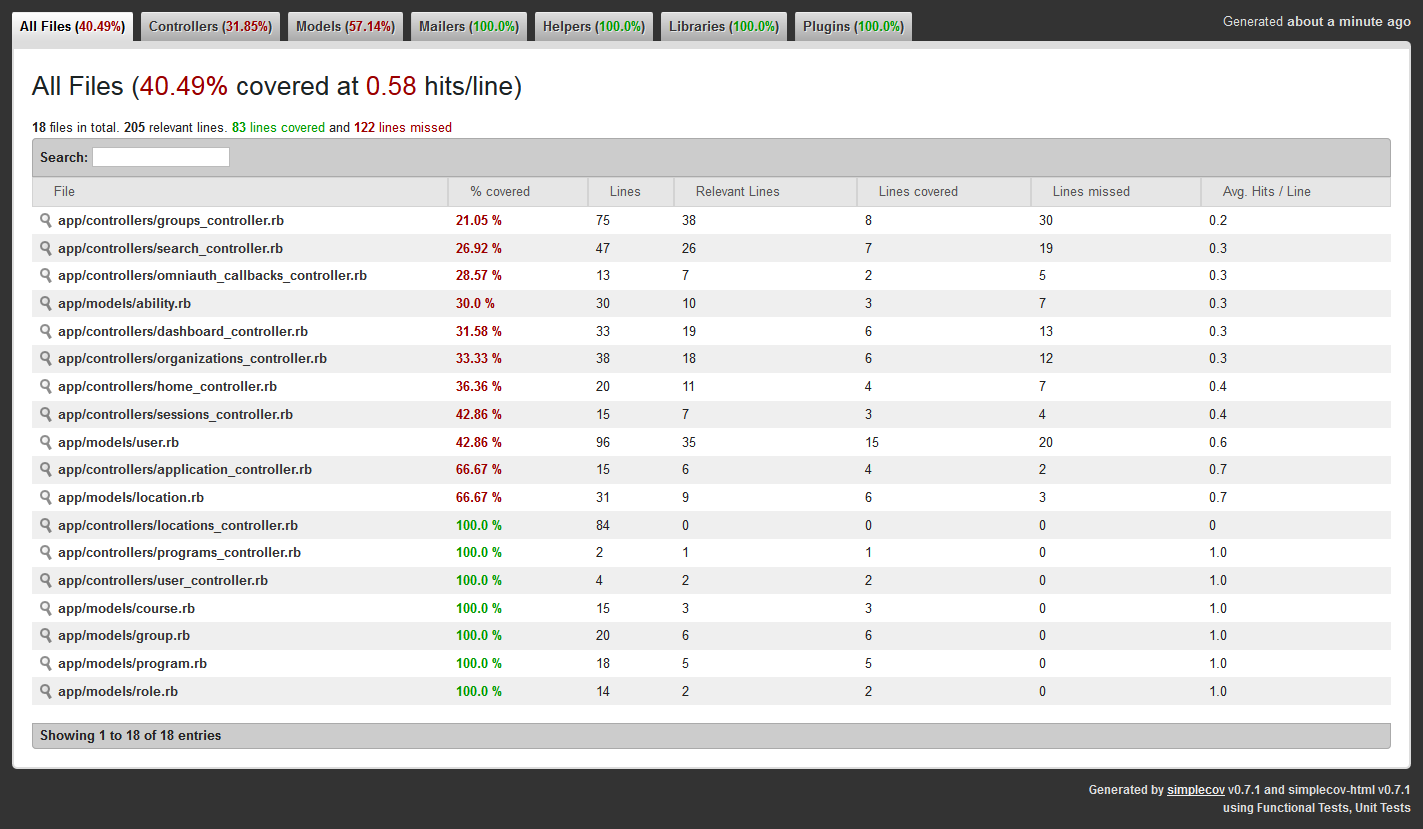 All Files (40.49%) Controllers (31.85%) Models (57.14%) Mailers (100.0%) Helpers (100.0%) Libraries (100.0%) Plugins (100.0%) Generated about a minute ago
All Files (40.49% covered at 0.58 hits/line)
18 files in total. 205 relevant lines. 83 lines covered and 122 lines missed
Search:
File % covered Lines Relevant Lines Lines covered Lines missed Avg. Hits / Line
app/controllers/groups_controller.rb 21.05 % 75 38 8 30 0.2
app/controllers/search_controller.rb 26.92 % 47 26 7 19 0.3
app/controllers/omniauth_callbacks_controller.rb 28.57 % 13 7 2 5 0.3
app/models/ability.rb 30.0 % 30 10 3 7 0.3
app/controllers/dashboard_controller.rb 31.58 % 33 19 6 13 0.3
app/controllers/organizations_controller.rb 33.33 % 38 18 6 12 0.3
app/controllers/home_controller.rb 36.36 % 20 11 4 7 0.4
app/controllers/sessions_controller.rb 42.86 % 15 7 3 4 0.4
app/models/user.rb 42.86 % 96 35 15 20 0.6
app/controllers/application_controller.rb 66.67 % 15 6 4 2 0.7
app/models/location.rb 66.67 % 31 9 6 3 0.7
app/controllers/locations_controller.rb 100.0 % 84 0 0 0 0
app/controllers/programs_controller.rb 100.0 % 2 1 1 0 1.0
app/controllers/user_controller.rb 100.0 % 4 2 2 0 1.0
app/models/course.rb 100.0 % 15 3 3 0 1.0
app/models/group.rb 100.0 % 20 6 6 0 1.0
app/models/program.rb 100.0 % 18 5 5 0 1.0
app/models/role.rb 100.0 % 14 2 2 0 1.0
Showing 1 to 18 of 18 entries
Generated by simplecov v0.7.1 and simplecov-html v0.7.1
using Functional Tests, Unit Tests